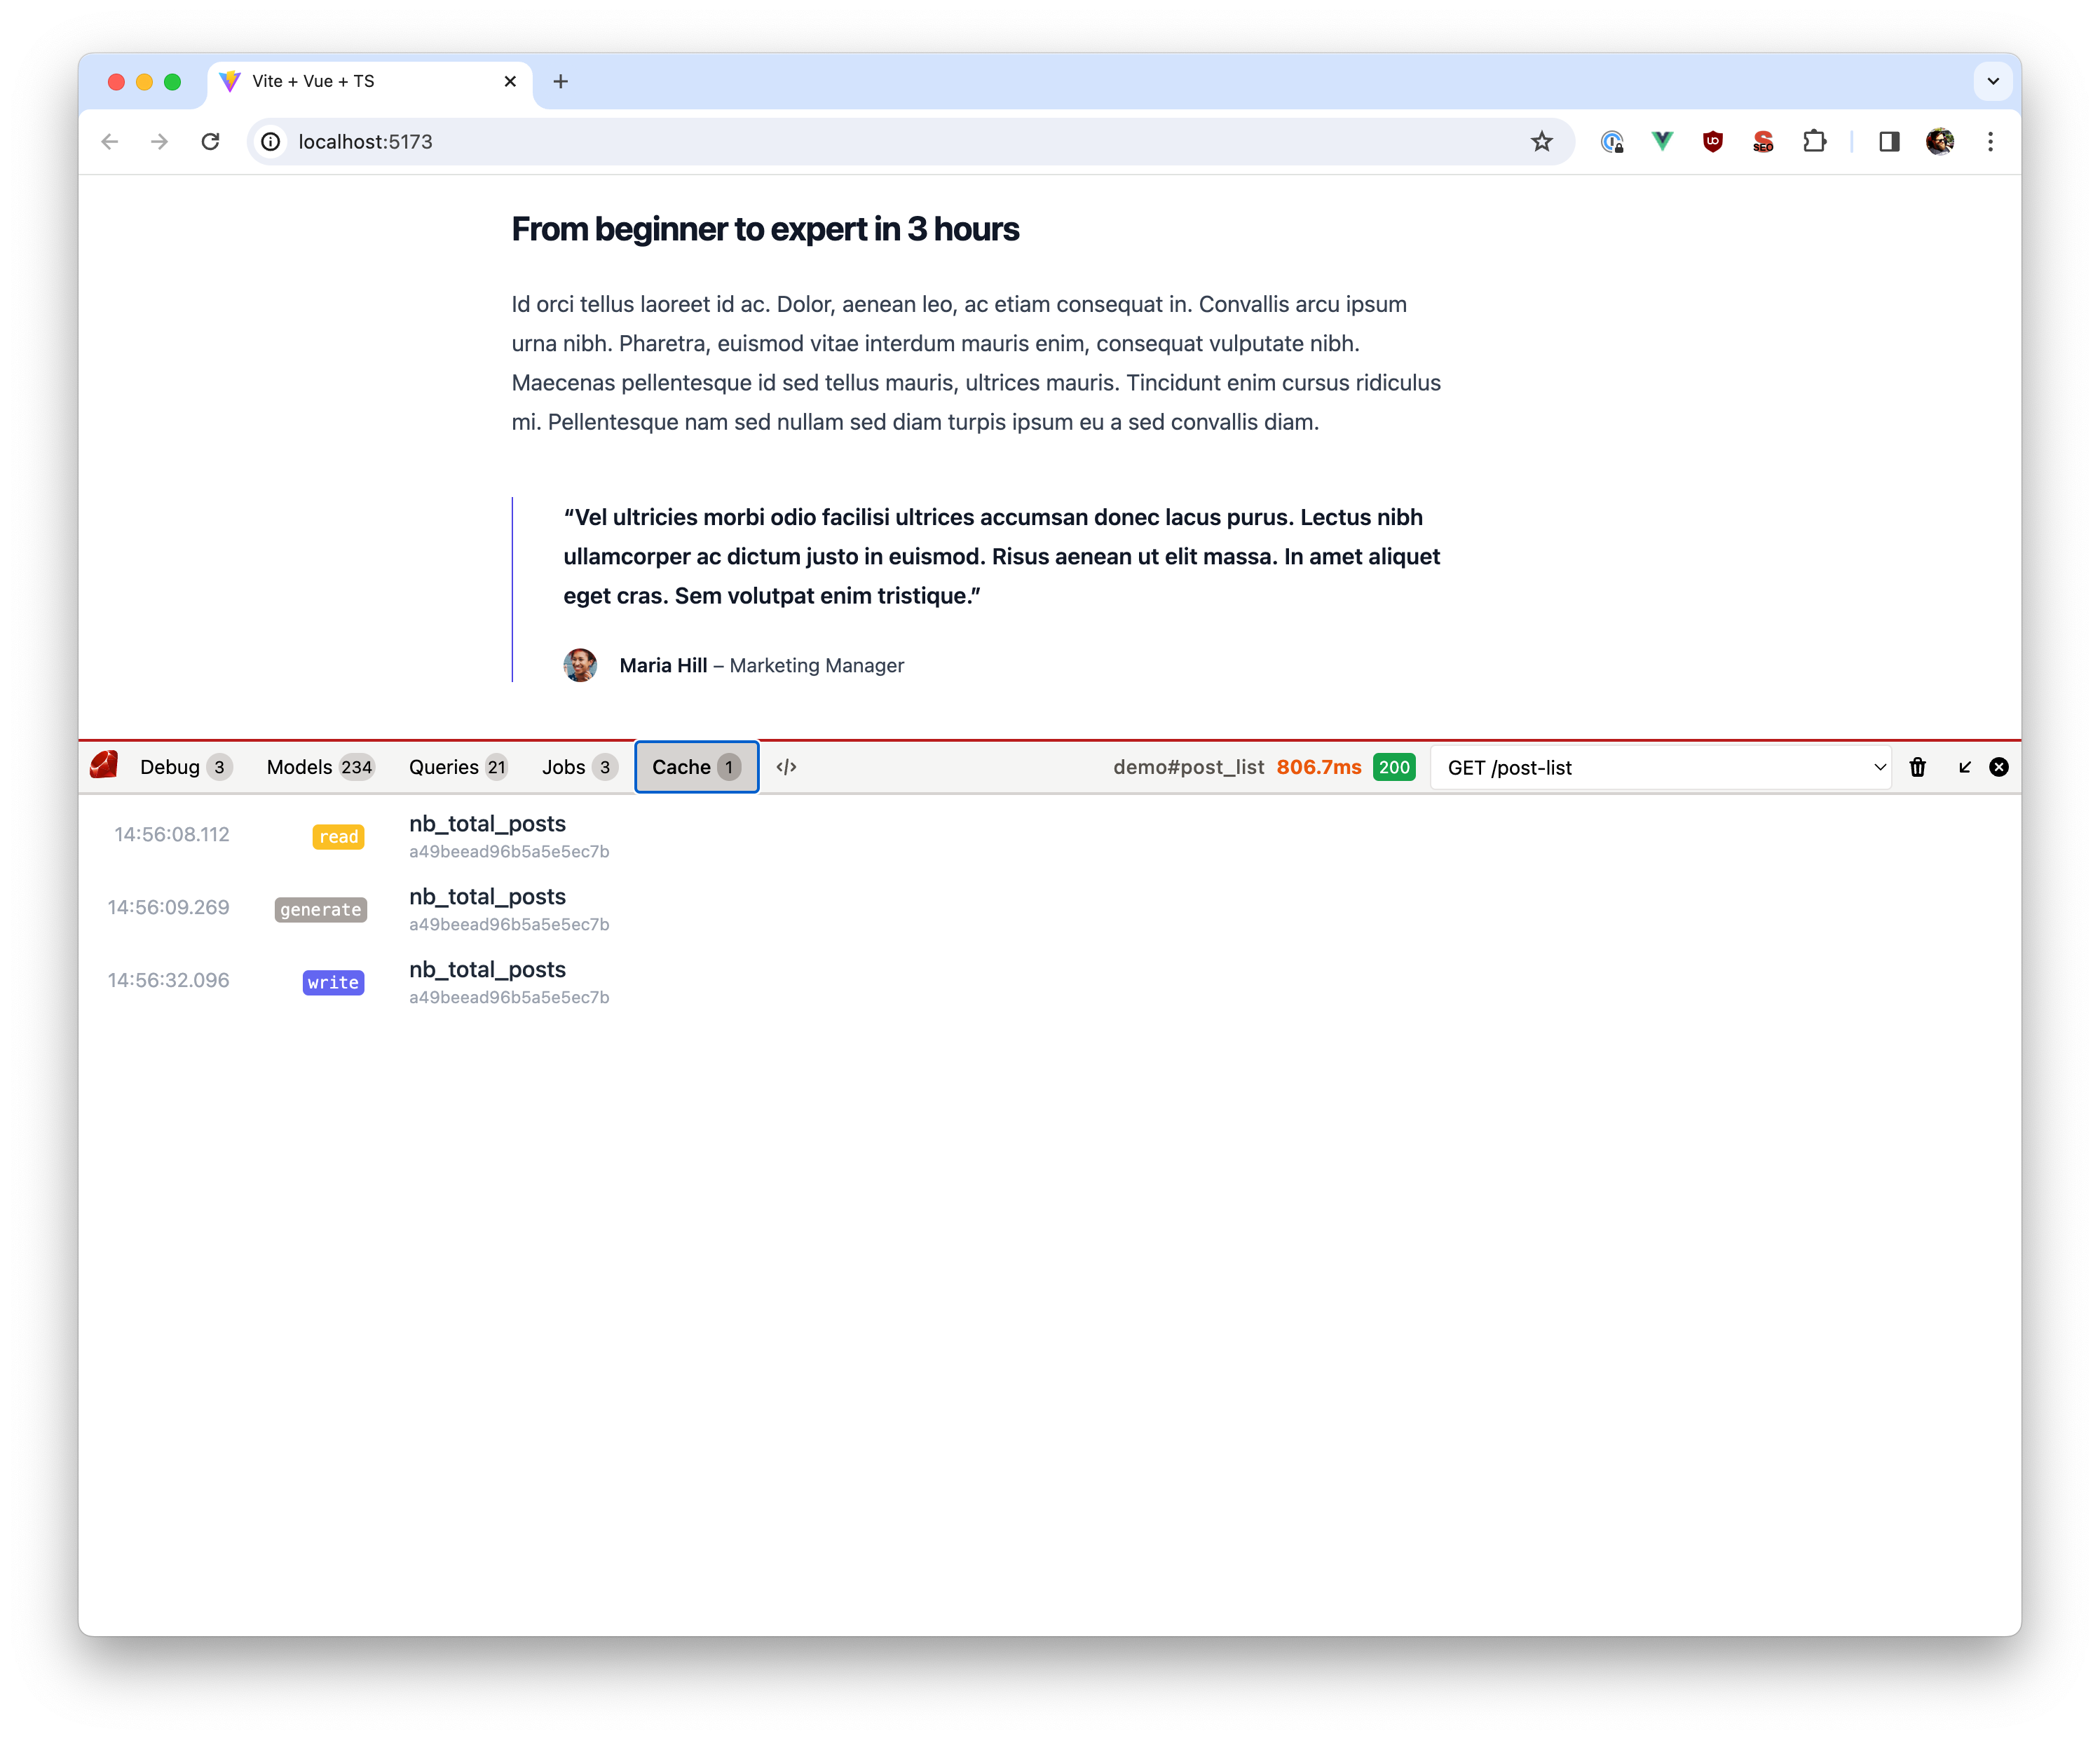 Vite + Vue + TS
localhost:5173
SEO
From beginner to expert in 3 hours
Id orci tellus laoreet id ac. Dolor, aenean leo, ac etiam consequat in. Convallis arcu ipsum
urna nibh. Pharetra, euismod vitae interdum mauris enim, consequat vulputate nibh.
Maecenas pellentesque id sed tellus mauris, ultrices mauris. Tincidunt enim cursus ridiculus
mi. Pellentesque nam sed nullam sed diam turpis ipsum eu a sed convallis diam.
“Vel ultricies morbi odio facilisi ultrices accumsan donec lacus purus. Lectus nibh
ullamcorper ac dictum justo in euismod. Risus aenean ut elit massa. In amet aliquet
eget cras. Sem volutpat enim tristique.”
Maria Hill – Marketing Manager
Debug 3 Models 234 Queries 21 Jobs 3 Cache 1 </> demo#post_list 806.7ms 200 GET /post-list
14:56:08.112 read nb_total_posts
a49beead96b5a5e5ec7b
14:56:09.269 generate nb_total_posts
a49beead96b5a5e5ec7b
14:56:32.096 write nb_total_posts
a49beead96b5a5e5ec7b